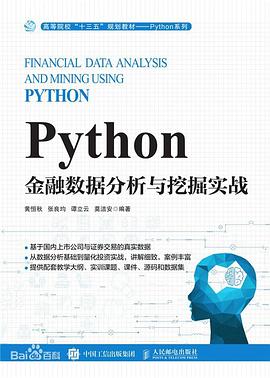 高等院校“十三五”规划教材——Python系列
FINANCIAL DATA ANALYSIS
AND MINING USING
PYTHON
Python
金融数据分析与挖掘实战
黄恒秋 张良均 谭立云 莫洁安 ◎ 编著
基于国内上市公司与证券交易的真实数据
从数据分析基础到量化投资实战,讲解细致、案例丰富
提供配套教学大纲、实训课题、课件、源码和数据集
Bai百科
中国工信出版集团
人民邮电出版社